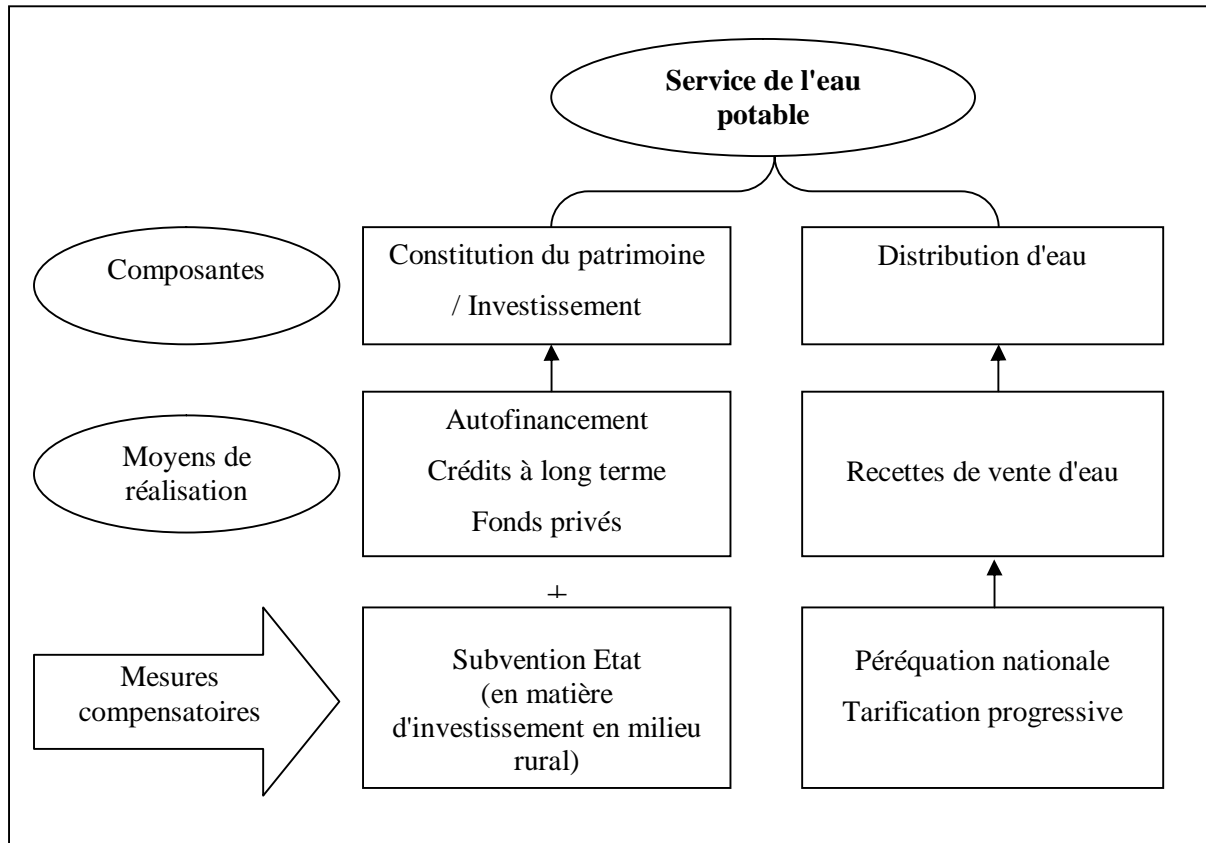 Service de l'eau
potable
Composantes
Constitution du patrimoine
/ Investissement
Distribution d'eau
Moyens de
réalisation
Autofinancement
Crédits à long terme
Fonds privés
Recettes de vente d'eau
+
Mesures
compensatoires
Subvention Etat
(en matière
d'investissement en milieu
rural)
Péréquation nationale
Tarification progressive